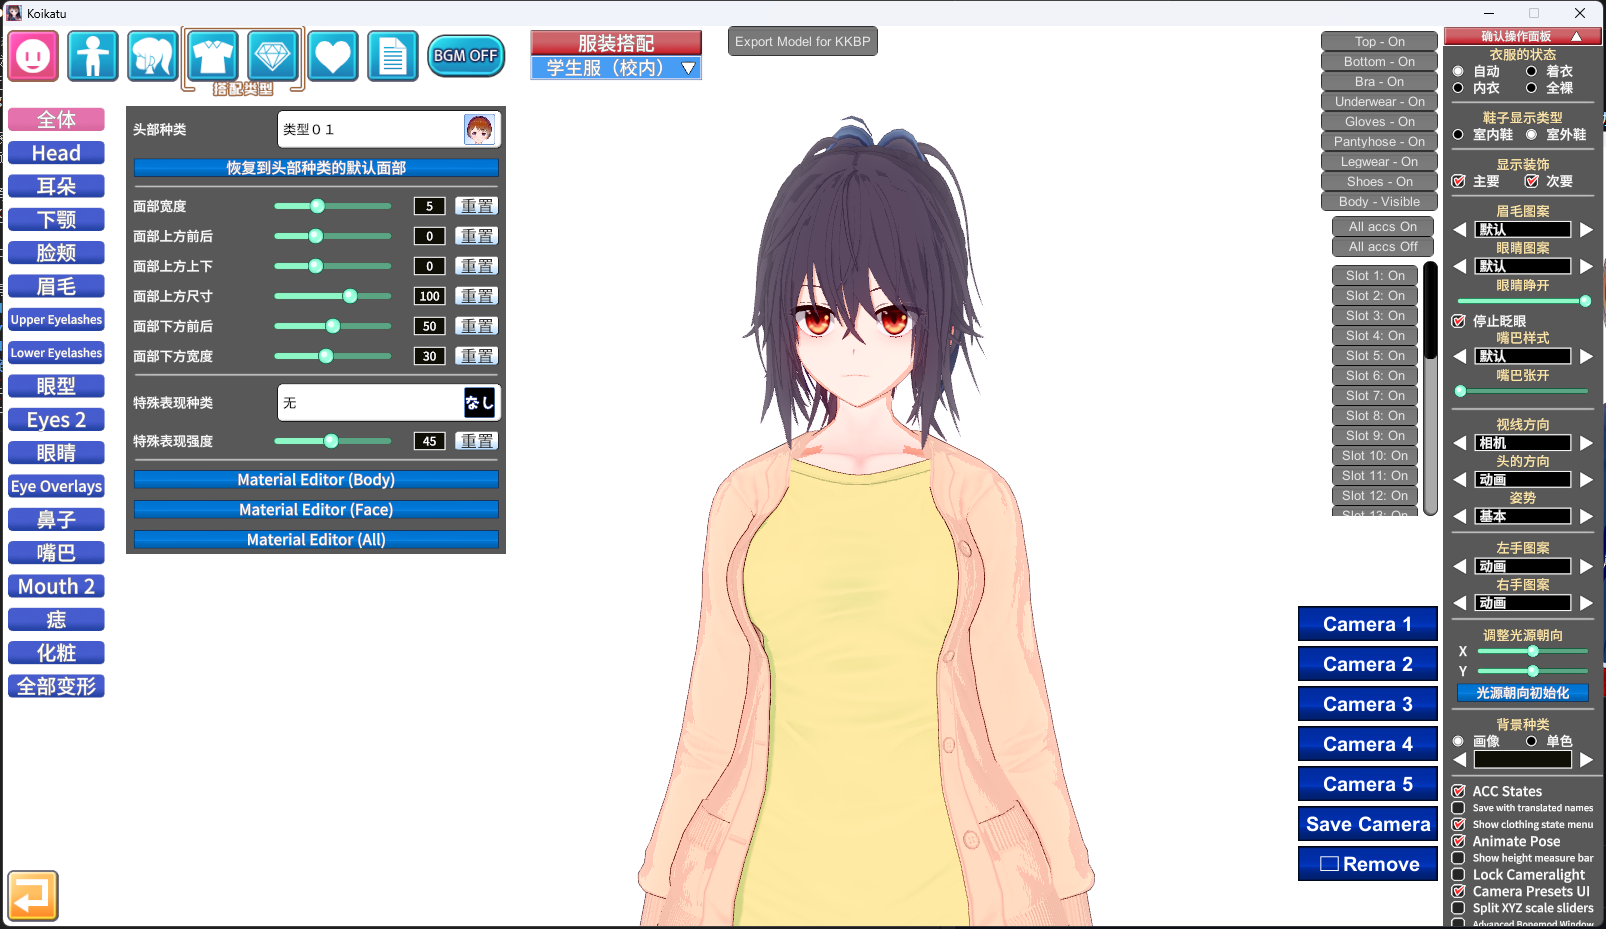 Koikatu
BGM OFF
搭配类型
服装搭配
学生服（校内）
Export Model for KKBP
全体
Head
耳朵
下颚
脸颊
眉毛
Upper Eyelashes
Lower Eyelashes
眼型
Eyes 2
眼睛
Eye Overlays
鼻子
嘴巴
Mouth 2
痣
化粧
全部变形
头部种类
类型０１
恢复到头部种类的默认面部
面部宽度 5 重置
面部上方前后 0 重置
面部上方上下 0 重置
面部上方尺寸 100 重置
面部下方前后 50 重置
面部下方宽度 30 重置
特殊表现种类 无 なし
特殊表现强度 45 重置
Material Editor (Body)
Material Editor (Face)
Material Editor (All)
Top - On
Bottom - On
Bra - On
Underwear - On
Gloves - On
Pantyhose - On
Legwear - On
Shoes - On
Body - Visible
All accs On
All accs Off
Slot 1: On
Slot 2: On
Slot 3: On
Slot 4: On
Slot 5: On
Slot 6: On
Slot 7: On
Slot 8: On
Slot 9: On
Slot 10: On
Slot 11: On
Slot 12: On
Slot 13: On
Camera 1
Camera 2
Camera 3
Camera 4
Camera 5
Save Camera
Remove
确认操作面板
衣服的状态
自动 着衣
内衣 全裸
鞋子显示类型
室内鞋 室外鞋
显示装饰
主要 次要
眉毛图案
默认
眼睛图案
默认
眼睛睁开
停止眨眼
嘴巴样式
默认
嘴巴张开
视线方向
相机
头的方向
动画
姿势
基本
左手图案
动画
右手图案
动画
调整光源朝向
X
Y
光源朝向初始化
背景种类
画像 单色
ACC States
Save with translated names
Show clothing state menu
Animate Pose
Show height measure bar
Lock Cameralight
Camera Presets UI
Split XYZ scale sliders
Advanced Bonemod Window